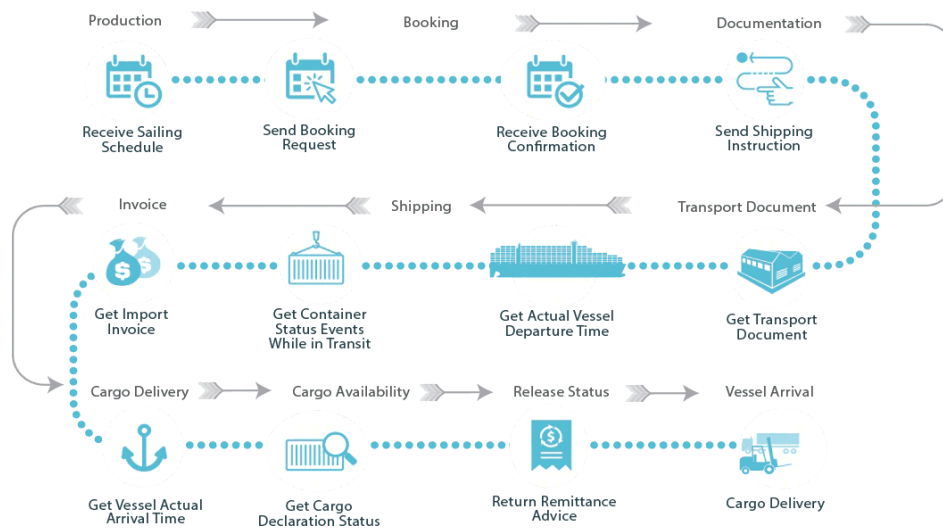 Production
Booking
Documentation
Receive Sailing
Schedule
Send Booking
Request
Receive Booking
Confirmation
Send Shipping
Instruction
Invoice
Shipping
Transport Document
$
$
Get Import
Invoice
Get Container
Status Events
While in Transit
Get Actual Vessel
Departure Time
Get Transport
Document
Cargo Delivery
Cargo Availability
Release Status
Vessel Arrival
$
Get Vessel Actual
Arrival Time
Get Cargo
Declaration Status
Return Remittance
Advice
Cargo Delivery